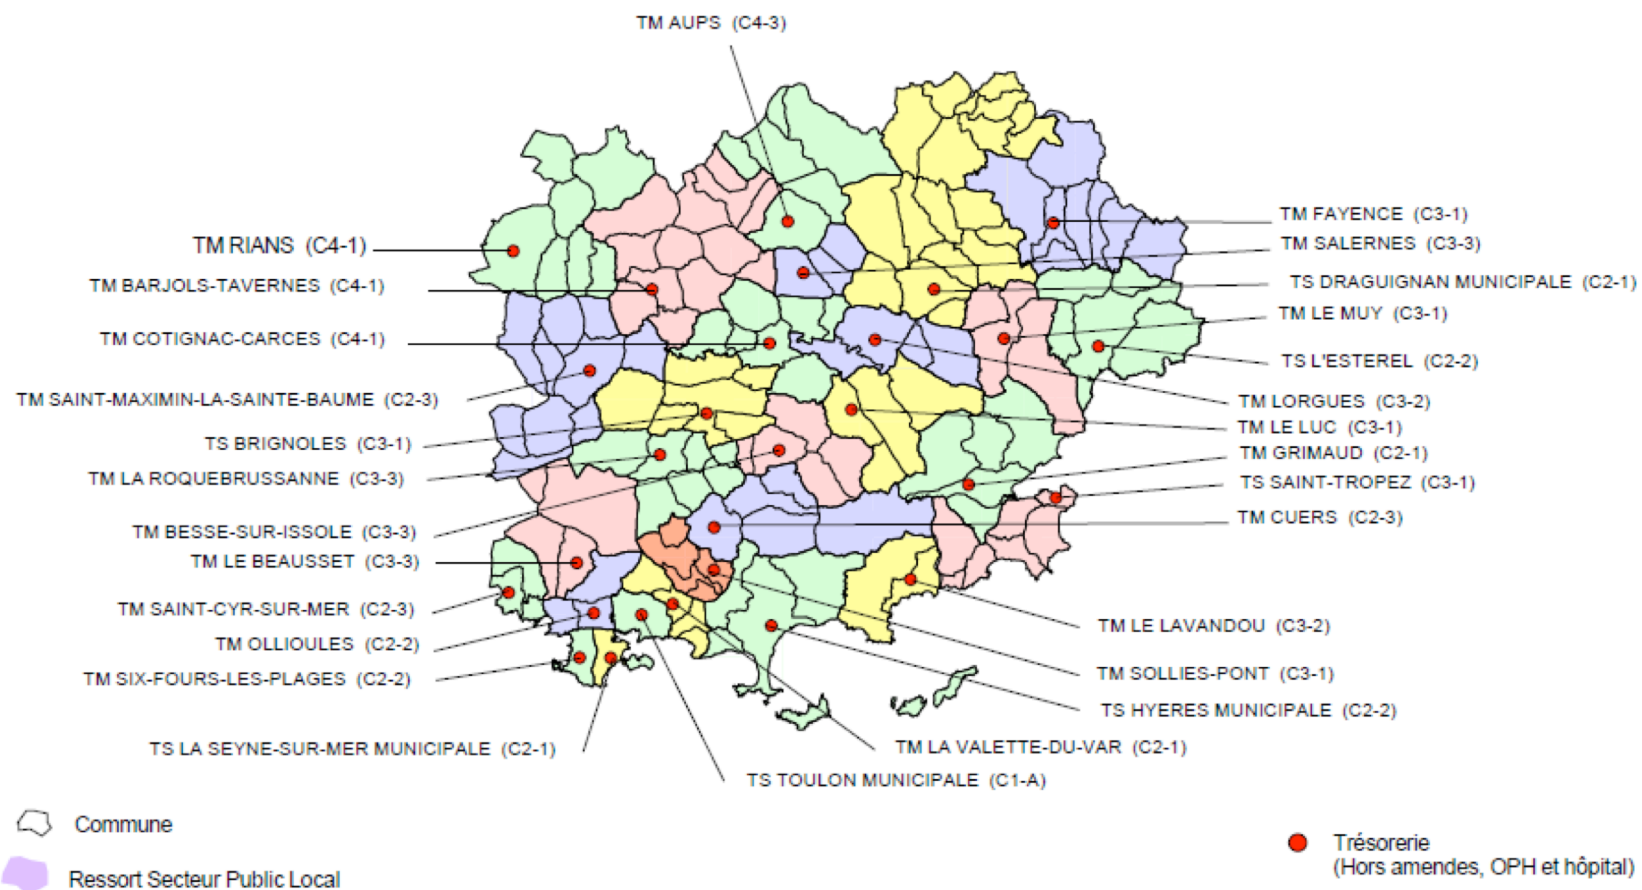 TM AUPS (C4-3)
TM RIANS (C4-1)
TM BARJOLS-TAVERNES (C4-1)
TM COTIGNAC-CARCES (C4-1)
TM SAINT-MAXIMIN-LA-SAINTE-BAUME (C2-3)
TS BRIGNOLES (C3-1)
TM LA ROQUEBRUSSANNE (C3-3)
TM BESSE-SUR-ISSOLE (C3-3)
TM LE BEAUSSET (C3-3)
TM SAINT-CYR-SUR-MER (C2-3)
TM OLLIOULES (C2-2)
TM SIX-FOURS-LES-PLAGES (C2-2)
TS LA SEYNE-SUR-MER MUNICIPALE (C2-1)
TM FAYENCE (C3-1)
TM SALERNES (C3-3)
TS DRAGUIGNAN MUNICIPALE (C2-1)
TM LE MUY (C3-1)
TS L'ESTEREL (C2-2)
TM LORGUES (C3-2)
TM LE LUC (C3-1)
TM GRIMAUD (C2-1)
TS SAINT-TROPEZ (C3-1)
TM CUERS (C2-3)
TM LE LAVANDOU (C3-2)
TM SOLLIES-PONT (C3-1)
TS HYERES MUNICIPALE (C2-2)
TM LA VALETTE-DU-VAR (C2-1)
TS TOULON MUNICIPALE (C1-A)
Commune
Ressort Secteur Public Local
Trésorerie
(Hors amendes, OPH et hôpital)